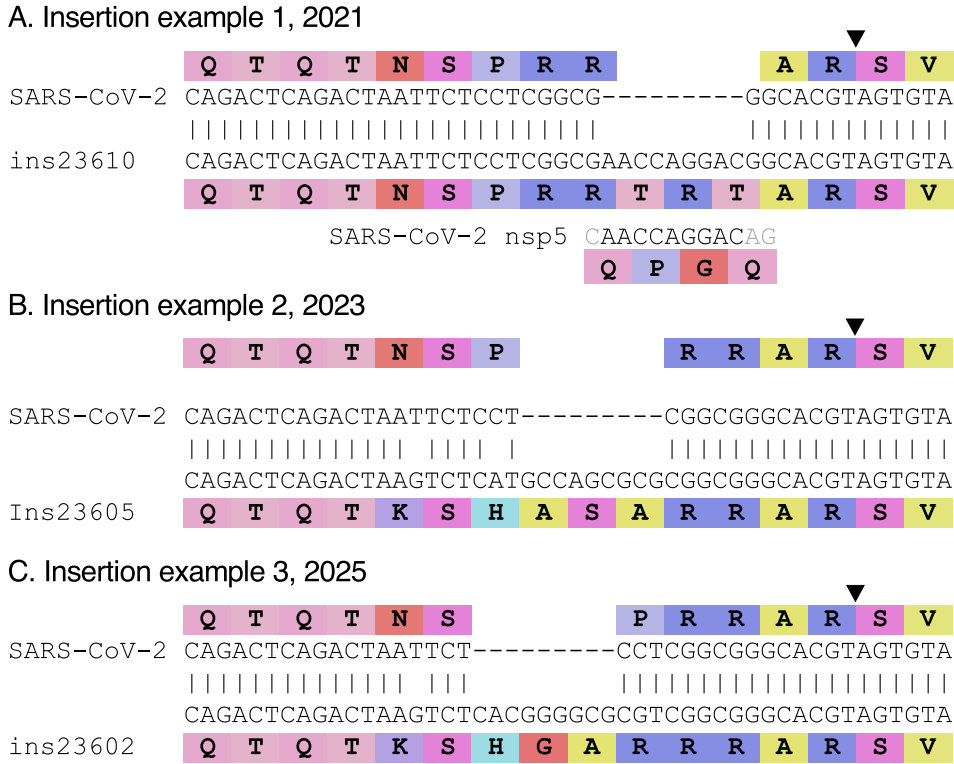 A. Insertion example 1, 2021
Q T Q T N S P R R A R S V
SARS-CoV-2 CAGACTCAGACTAATTCTCCTCGGCG---------GGCACGTAGTGTA
ins23610 CAGACTCAGACTAATTCTCCTCGGCGAACCAGGACGGCACGTAGTGTA
Q T Q T N S P R R T R T A R S V
SARS-CoV-2 nsp5 CAACCAGGACAG
Q P G Q
B. Insertion example 2, 2023
Q T Q T N S P R R A R S V
SARS-CoV-2 CAGACTCAGACTAATTCTCCT---------CGGCGGGCACGTAGTGTA
CAGACTCAGACTAAGTCTCATGCCAGCGCGCGGCGGGCACGTAGTGTA
Ins23605 Q T Q T K S H A S A R R A R S V
C. Insertion example 3, 2025
Q T Q T N S P R R A R S V
SARS-CoV-2 CAGACTCAGACTAATTCT---------CCTCGGCGGGCACGTAGTGTA
CAGACTCAGACTAAGTCTCACGGGGCGCGTCGGCGGGCACGTAGTGTA
ins23602 Q T Q T K S H G A R R R A R S V